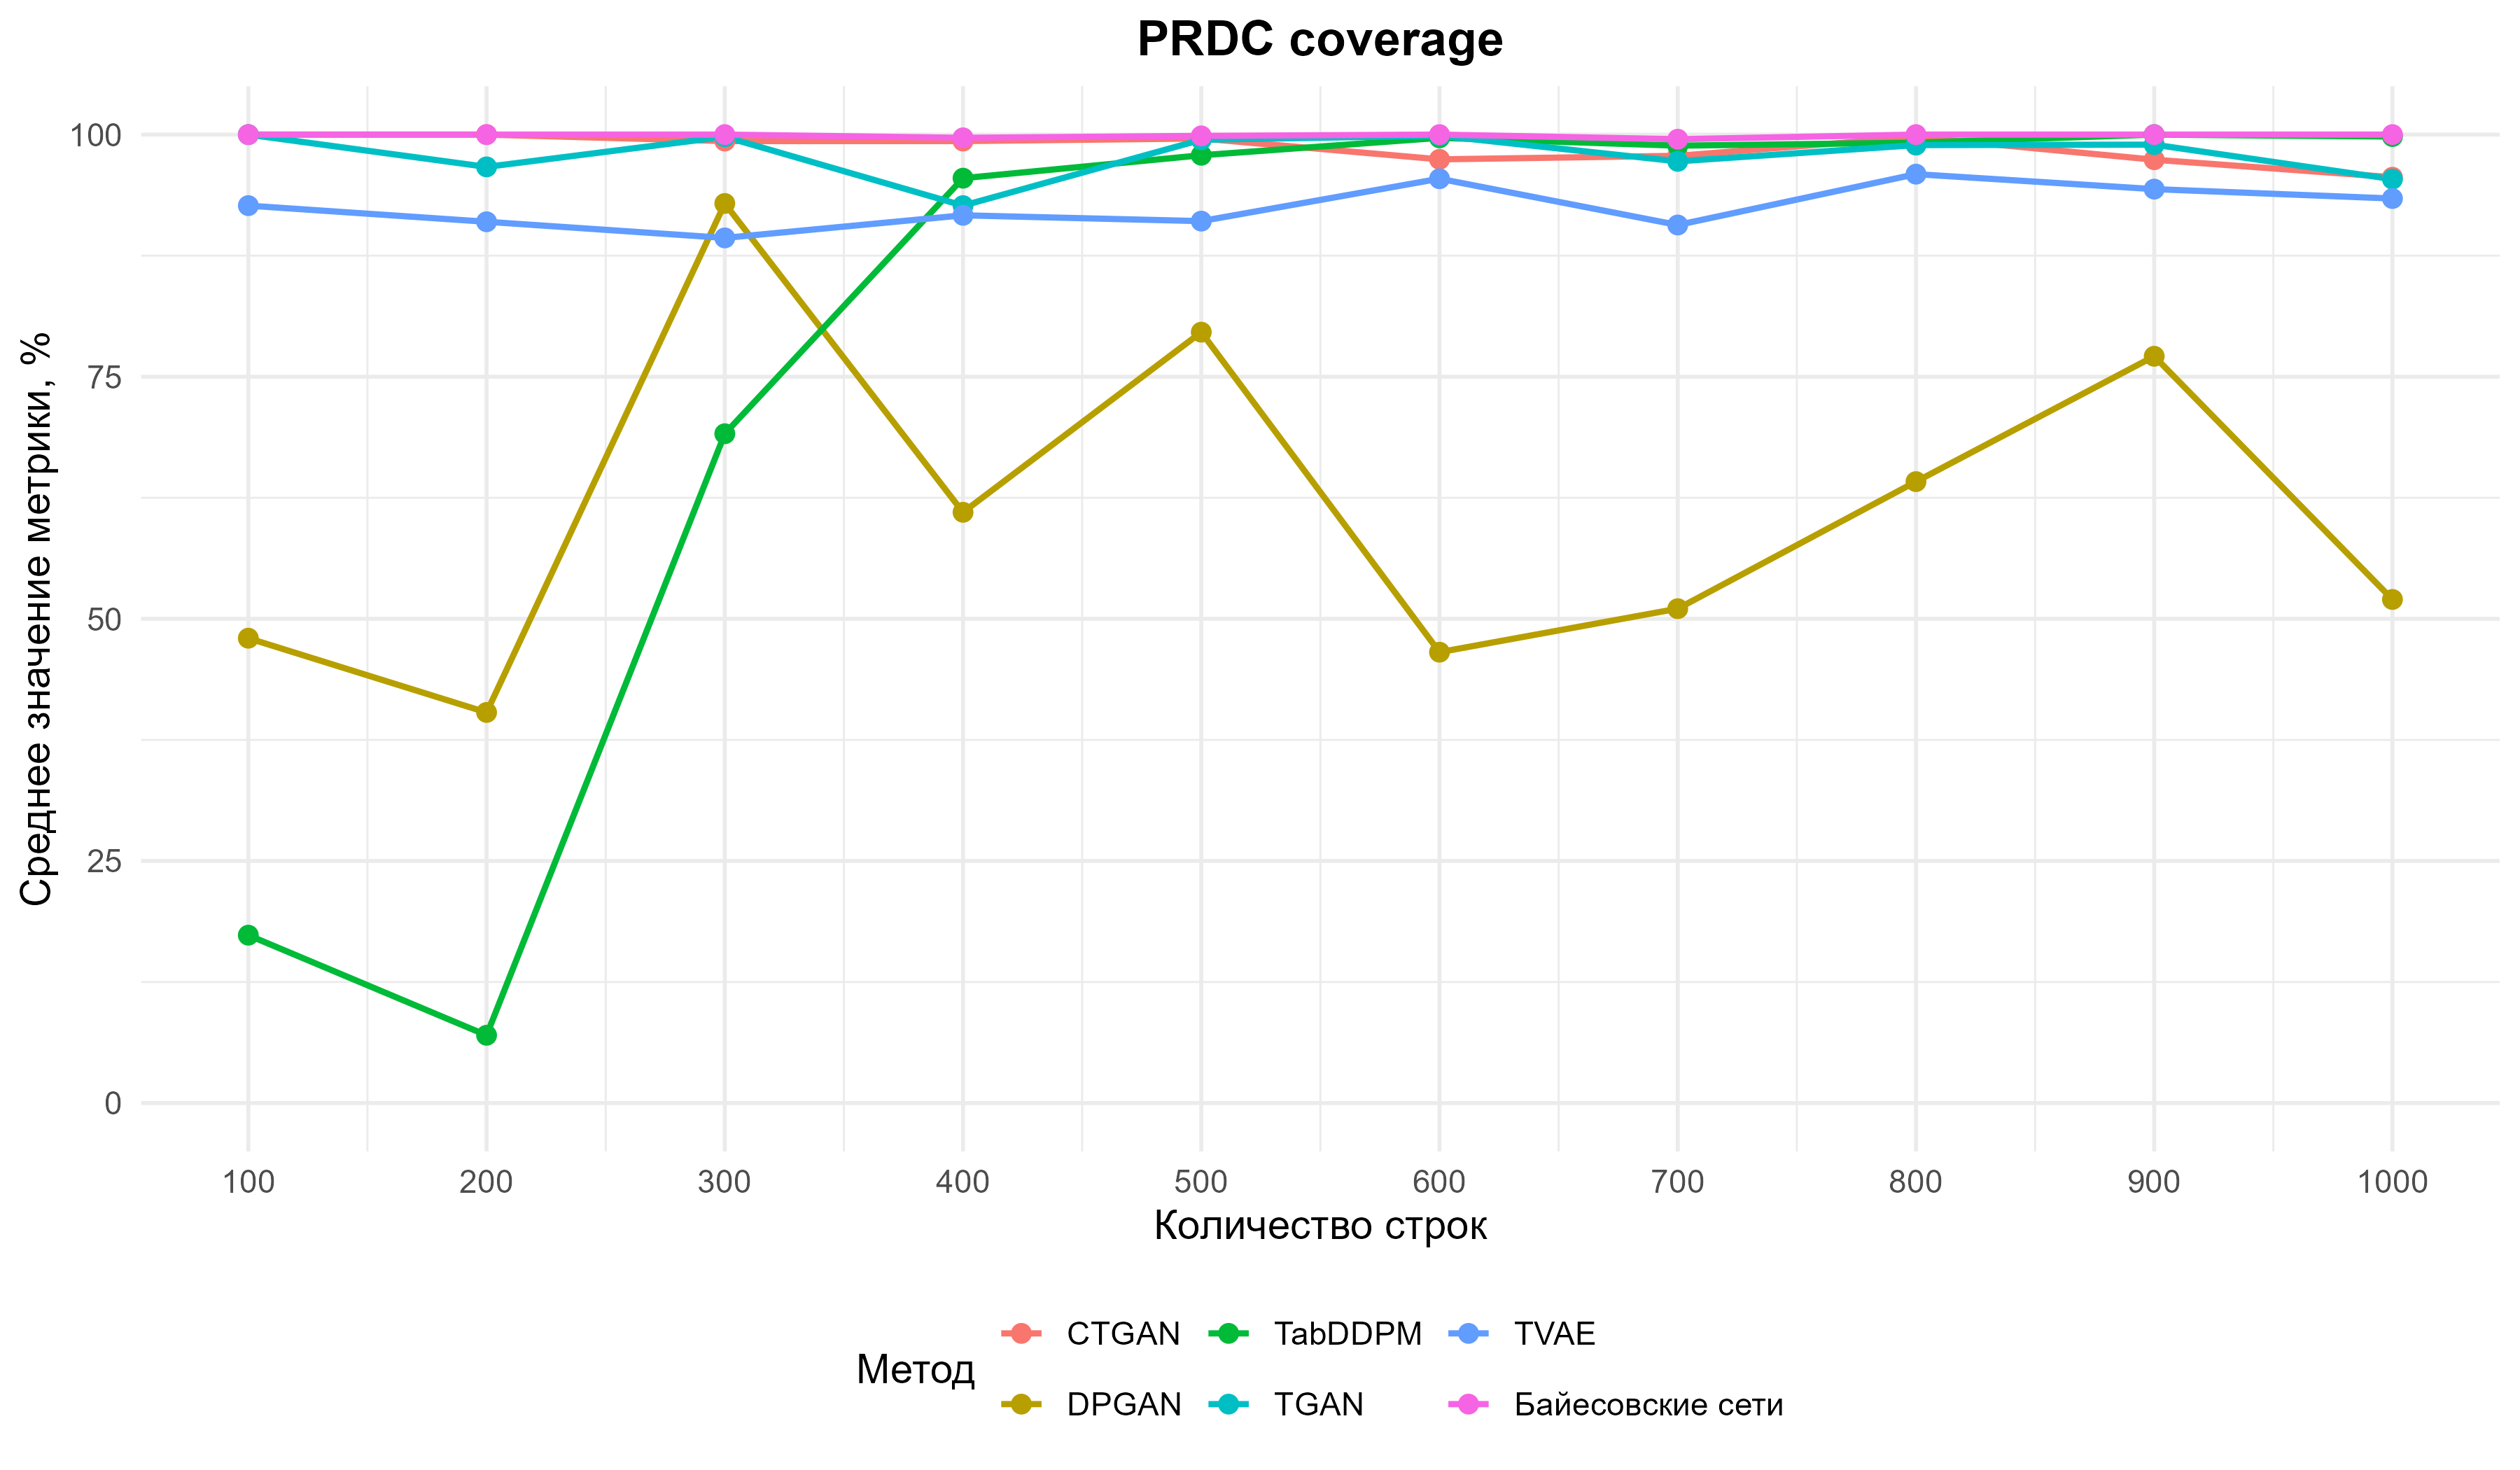 PRDC coverage
Среднее значение метрики, %
100
75
50
25
0
100 200 300 400 500 600 700 800 900 1000
Количество строк
Метод
CTGAN TabDDPM TVAE
DPGAN TGAN Байесовские сети